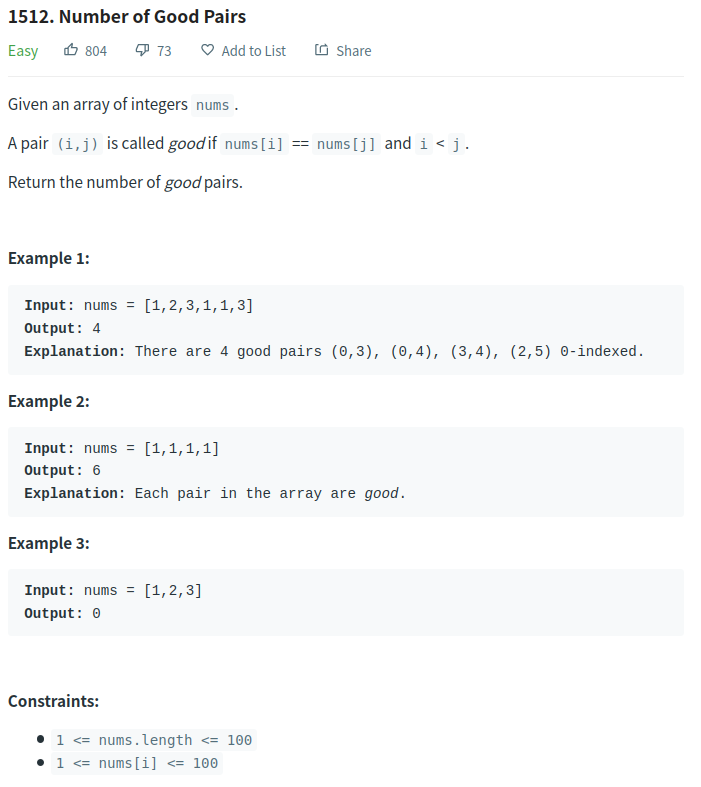 1512. Number of Good Pairs
Easy 804 73 Add to List Share
Given an array of integers nums .
A pair (i,j) is called good if nums[i] == nums[j] and i < j .
Return the number of good pairs.
Example 1:
Input: nums = [1,2,3,1,1,3]
Output: 4
Explanation: There are 4 good pairs (0,3), (0,4), (3,4), (2,5) 0-indexed.
Example 2:
Input: nums = [1,1,1,1]
Output: 6
Explanation: Each pair in the array are good.
Example 3:
Input: nums = [1,2,3]
Output: 0
Constraints:
• 1 <= nums.length <= 100
• 1 <= nums[i] <= 100